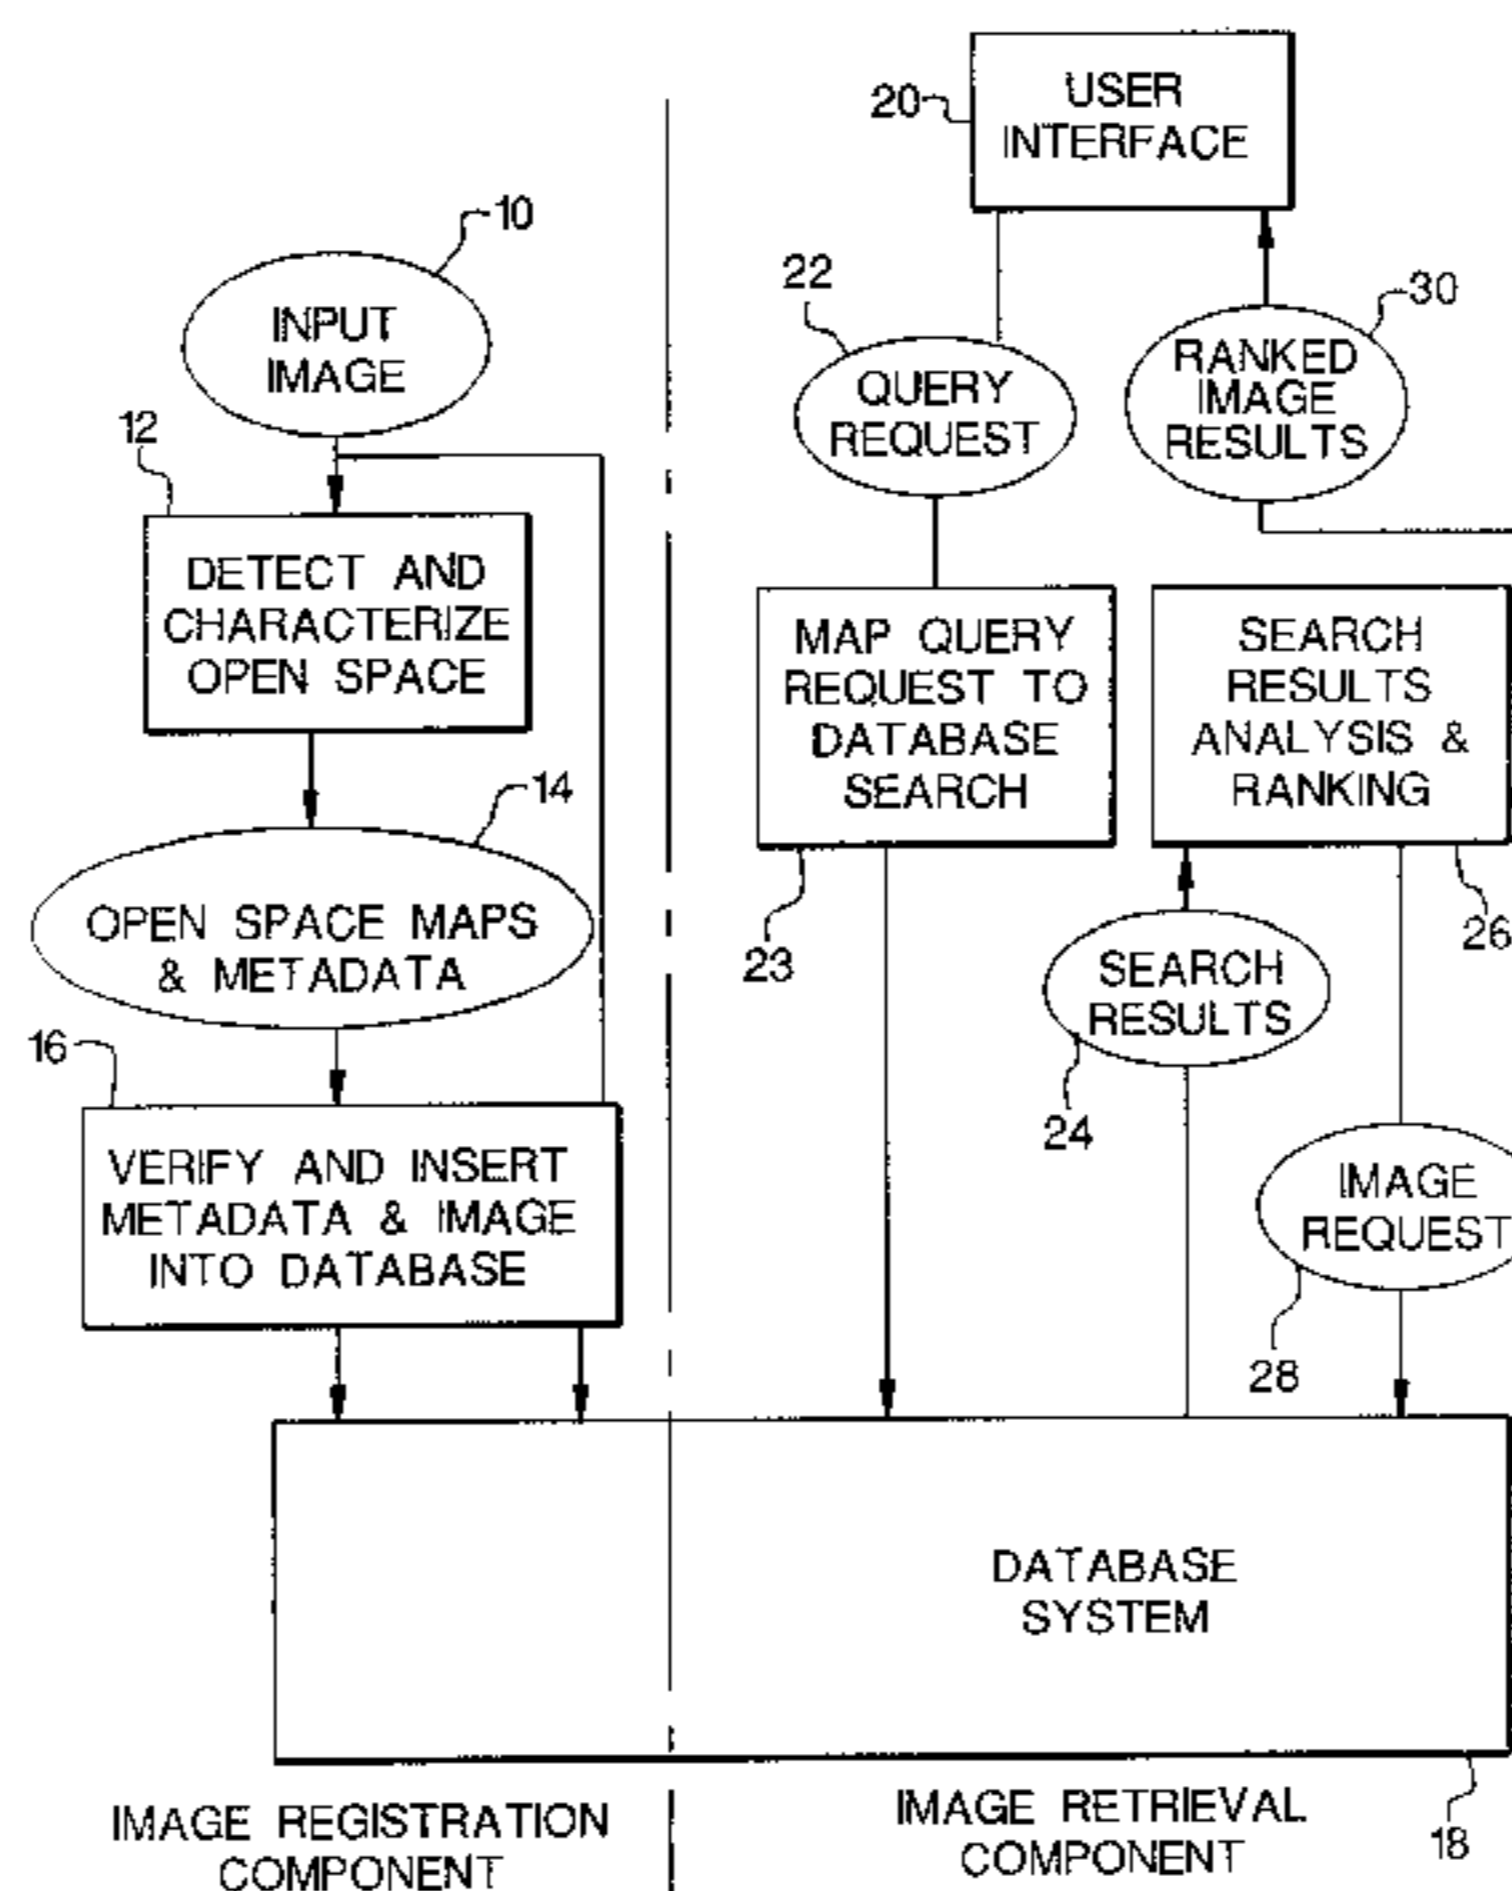 10
INPUT
IMAGE
12
DETECT AND
CHARACTERIZE
OPEN SPACE
14
OPEN SPACE MAPS
& METADATA
16
VERIFY AND INSERT
METADATA & IMAGE
INTO DATABASE
20
USER
INTERFACE
22
QUERY
REQUEST
30
RANKED
IMAGE
RESULTS
MAP QUERY
REQUEST TO
DATABASE
SEARCH
23
SEARCH
RESULTS
ANALYSIS &
RANKING
26
SEARCH
RESULTS
24
IMAGE
REQUEST
28
DATABASE
SYSTEM
18
IMAGE REGISTRATION
COMPONENT
IMAGE RETRIEVAL
COMPONENT